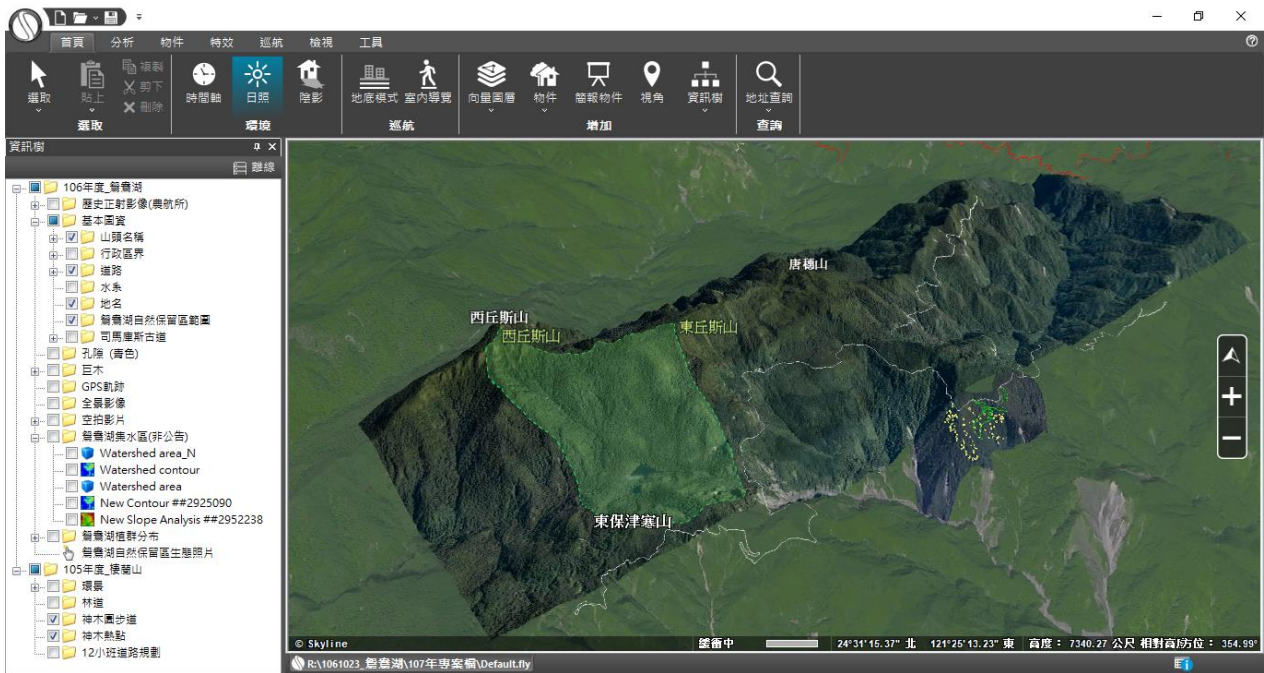 首頁 分析 物件 特效 巡航 檢視 工具
選取 貼上 複製 剪下 刪除 時間軸 日照 陰影 地底模式 室內導覽 向量圖層 物件 簡報物件 視角 資訊樹 地址查詢
選取 環境 巡航 增加 查詢
資訊樹
離線
106年度_鴛鴦湖
歷史正射影像(農航所)
基本圖資
山頭名稱
行政區界
道路
水系
地名
鴛鴦湖自然保留區範圍
司馬庫斯古道
孔隙 (青色)
巨木
GPS軌跡
全景影像
空拍影片
鴛鴦湖集水區(非公告)
Watershed area_N
Watershed contour
Watershed area
New Contour ##2925090
New Slope Analysis ##2952238
鴛鴦湖植群分布
鴛鴦湖自然保留區生態照片
105年度_棲蘭山
環景
林道
神木園步道
神木熱點
12小班道路規劃
唐穗山
西丘斯山
西丘斯山
東丘斯山
東保津寒山
© Skyline 緩衝中 24°31'15.37" 北 121°25'13.23" 東 高度： 7340.27 公尺 相對高 方位： 354.99°
R:\1061023_鴛鴦湖\107年專案檔\Default.fly